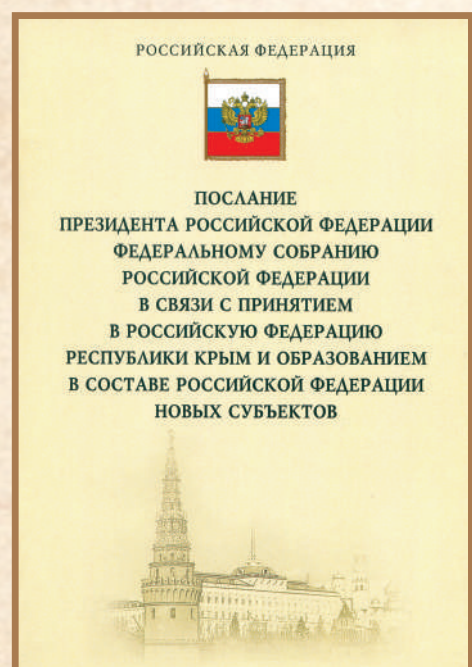 РОССИЙСКАЯ ФЕДЕРАЦИЯ
ПОСЛАНИЕ
ПРЕЗИДЕНТА РОССИЙСКОЙ ФЕДЕРАЦИИ
ФЕДЕРАЛЬНОМУ СОБРАНИЮ
РОССИЙСКОЙ ФЕДЕРАЦИИ
В СВЯЗИ С ПРИНЯТИЕМ
В РОССИЙСКУЮ ФЕДЕРАЦИЮ
РЕСПУБЛИКИ КРЫМ И ОБРАЗОВАНИЕМ
В СОСТАВЕ РОССИЙСКОЙ ФЕДЕРАЦИИ
НОВЫХ СУБЪЕКТОВ